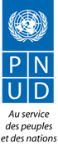 P N
U D
Au service
des peuples
et des nations